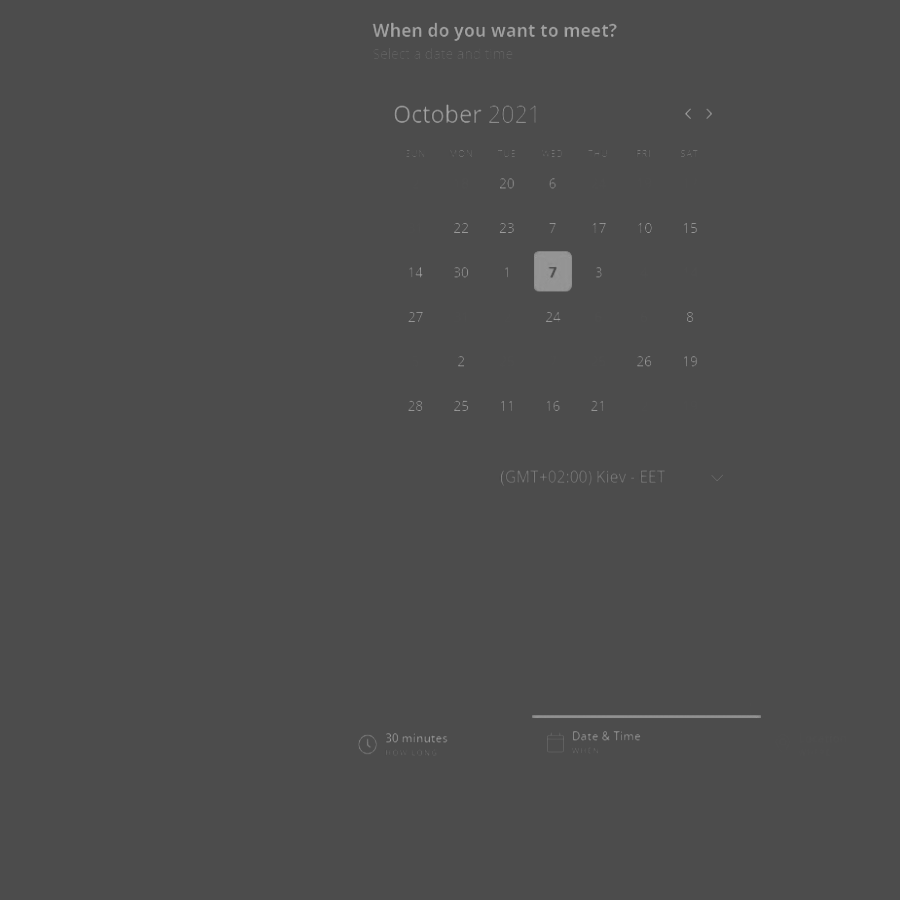 When do you want to meet?
Select a date and time
October 2021
SUN MON TUE WED THU FRI SAT
20 6
22 23 7 17 10 15
14 30 1 7 3
27 24 8
2 26 19
28 25 11 16 21
(GMT+02:00) Kiev - EET
30 minutes
HOW LONG
Date & Time
WHEN